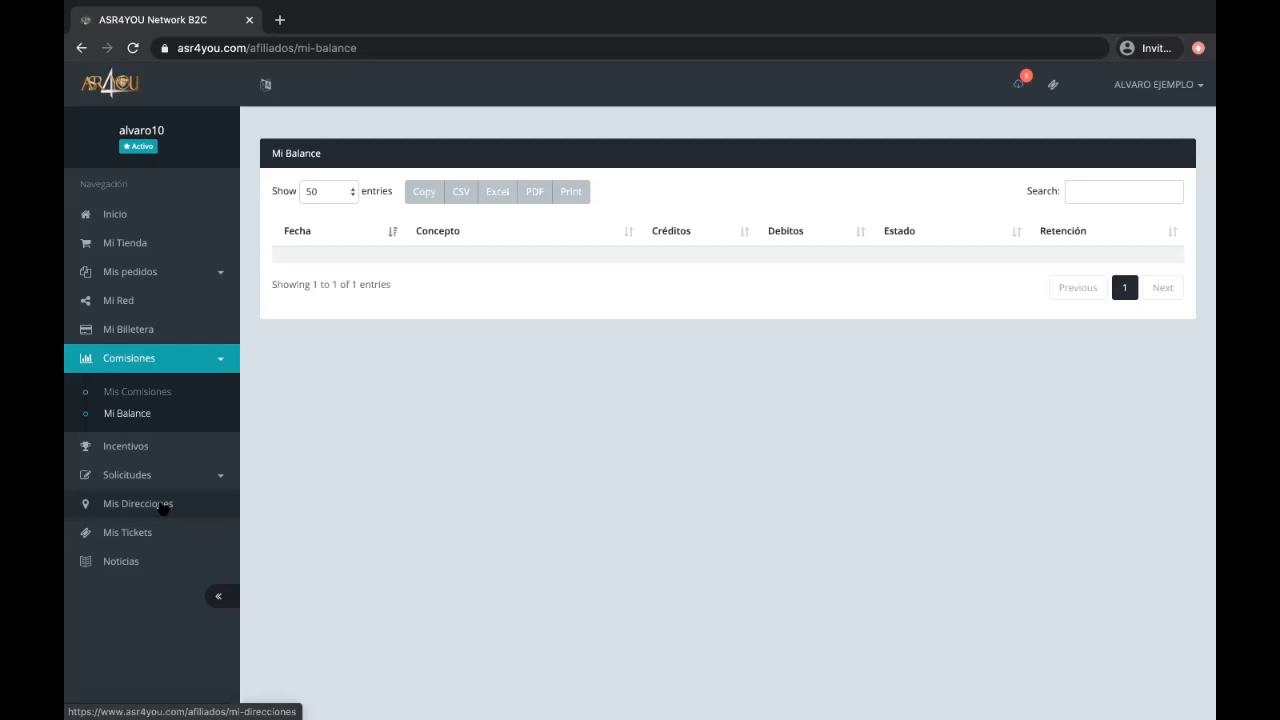 ASR4YOU Network B2C
asr4you.com/afiliados/mi-balance
Invit...
ASR4YOU
8
ALVARO EJEMPLO
alvaro10
Activo
Navegación
Inicio
Mi Tienda
Mis pedidos
Mi Red
Mi Billetera
Comisiones
Mis Comisiones
Mi Balance
Incentivos
Solicitudes
Mis Direcciones
Mis Tickets
Noticias
Mi Balance
Show 50 entries Copy CSV Excel PDF Print Search:
Fecha Concepto Créditos Debitos Estado Retención
Showing 1 to 1 of 1 entries
Previous 1 Next
https://www.asr4you.com/afiliados/mi-direcciones